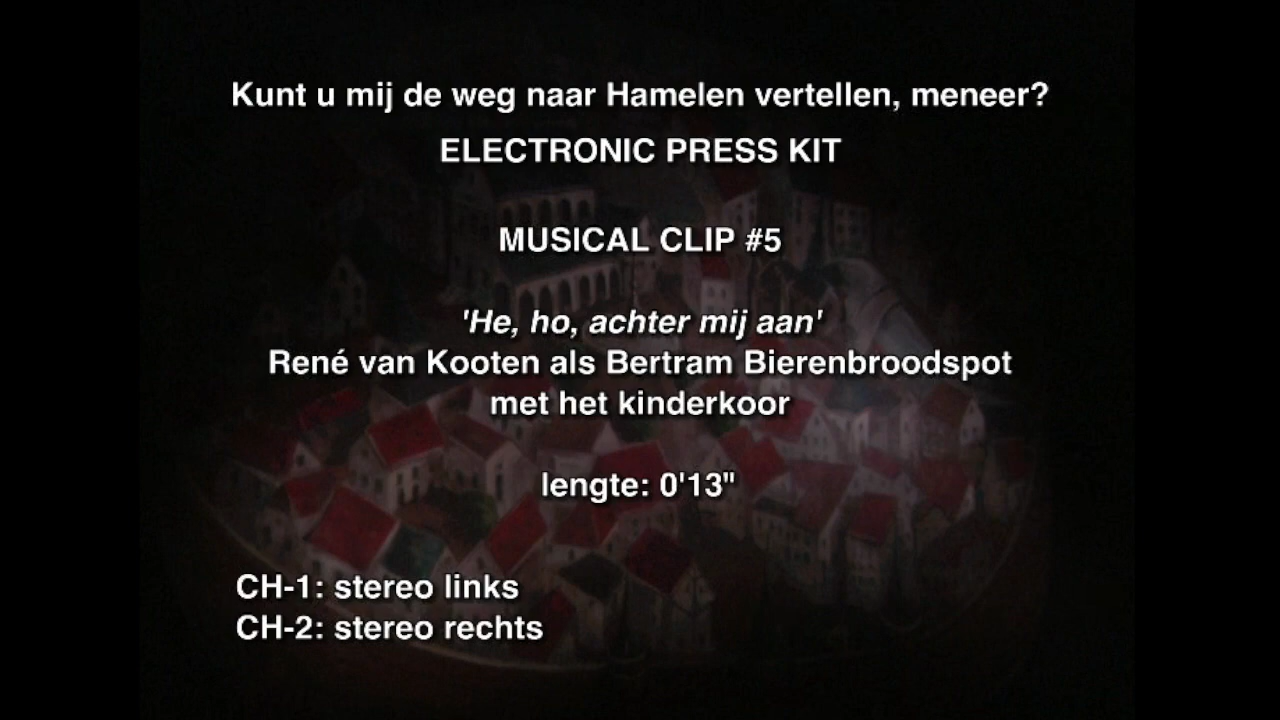 Kunt u mij de weg naar Hamelen vertellen, meneer?
ELECTRONIC PRESS KIT
MUSICAL CLIP #5
'He, ho, achter mij aan'
René van Kooten als Bertram Bierenbroodspot
met het kinderkoor
lengte: 0'13"
CH-1: stereo links
CH-2: stereo rechts